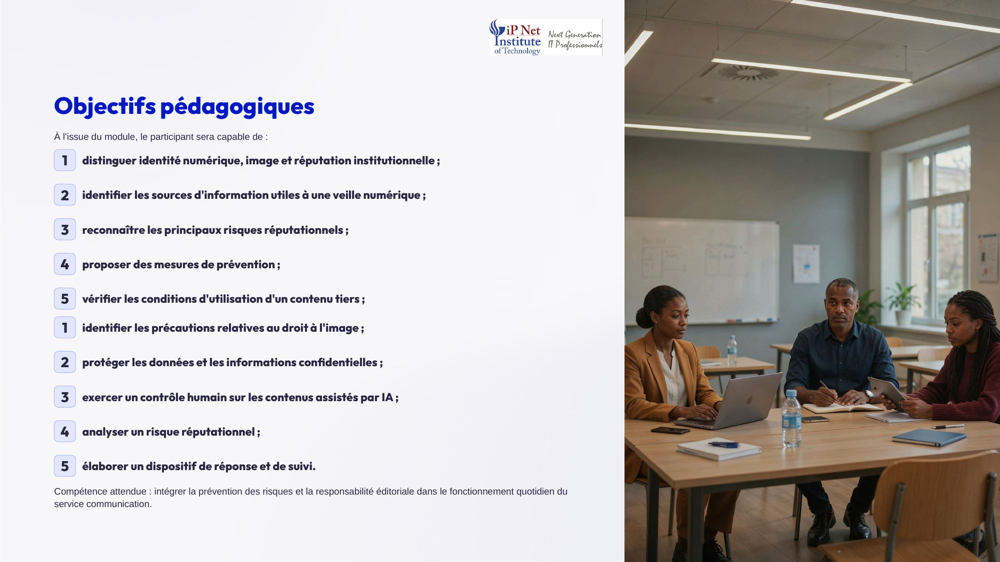 iP Net
Institute
of Technology
Next Generation
IT Professionnels
Objectifs pédagogiques
À l'issue du module, le participant sera capable de :
1 distinguer identité numérique, image et réputation institutionnelle ;
2 identifier les sources d'information utiles à une veille numérique ;
3 reconnaître les principaux risques réputationnels ;
4 proposer des mesures de prévention ;
5 vérifier les conditions d'utilisation d'un contenu tiers ;
1 identifier les précautions relatives au droit à l'image ;
2 protéger les données et les informations confidentielles ;
3 exercer un contrôle humain sur les contenus assistés par IA ;
4 analyser un risque réputationnel ;
5 élaborer un dispositif de réponse et de suivi.
Compétence attendue : intégrer la prévention des risques et la responsabilité éditoriale dans le fonctionnement quotidien du
service communication.